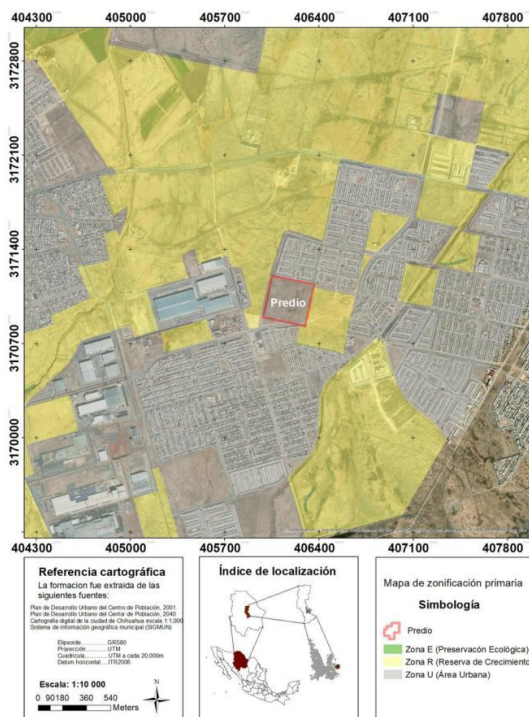 404300 405000 405700 406400 407100 407800
3172800
3172100
3171400
3170700
3170000
Predio
404300 405000 405700 406400 407100 407800
Referencia cartográfica
La formacion fue extraida de las
siguientes fuentes:
Plan de Desarrollo Urbano del Centro de Población, 2001.
Plan de Desarrollo Urbano del Centor de Población 2040
Cartografía digital de la ciudad de Chihuahua escala 1:1,000
Sistema de información geográfica municipal (SIGMUN)
Elipsoide GRS80
Proyección UTM
Cuadrícula UTM a cada 20,000m
Datum horizontal ITR2008
Escala: 1:10 000
0 90180 360 540
Meters
N
Índice de localización
Mapa de zonificación primaria
Simbología
Predio
Zona E (Preservacón Ecológica)
Zona R (Reserva de Crecimiento)
Zona U (Área Urbana)